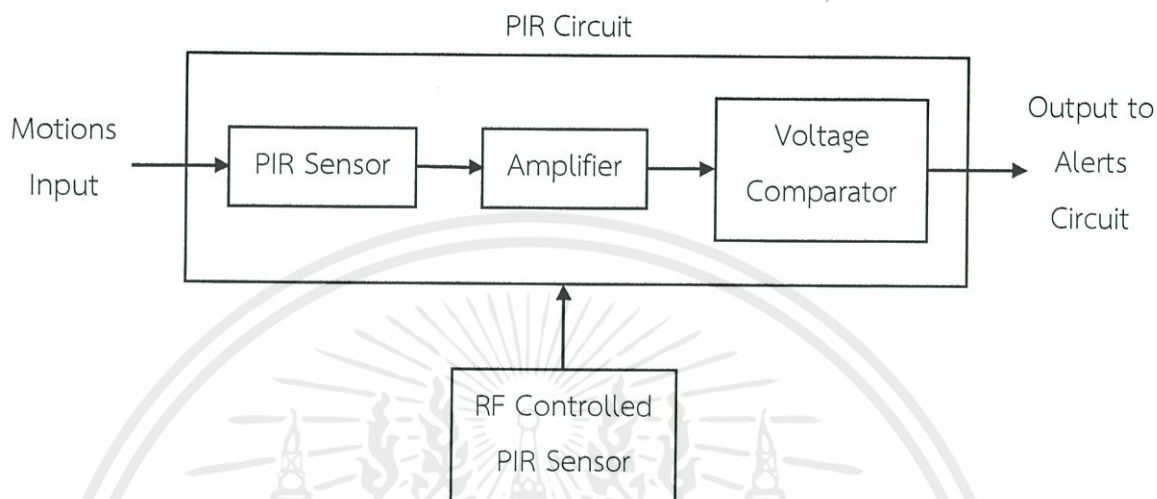 PIR Circuit
Motions
Input
PIR Sensor
Amplifier
Voltage
Comparator
Output to
Alerts
Circuit
RF Controlled
PIR Sensor